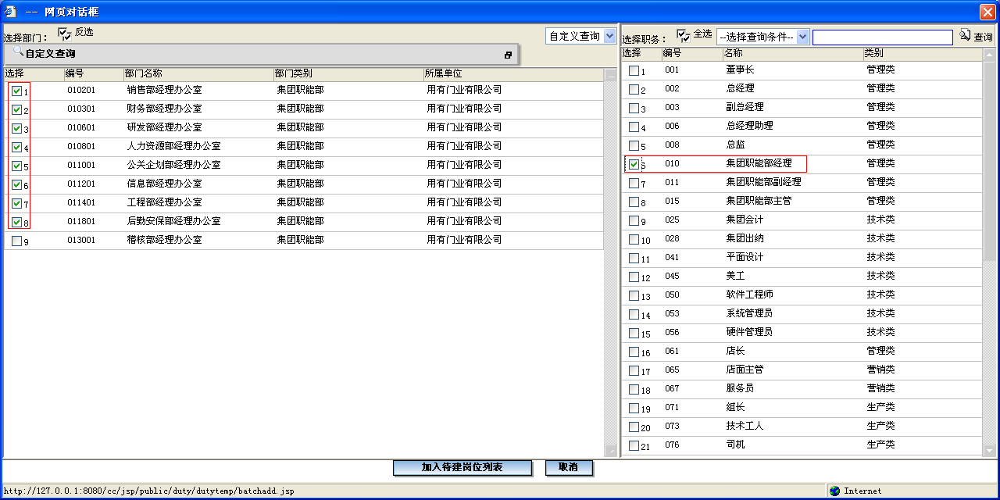 -- 网页对话框
选择部门： 反选 自定义查询
自定义查询
选择 编号 部门名称 部门类别 所属单位
1 010201 销售部经理办公室 集团职能部 用有门业有限公司
2 010301 财务部经理办公室 集团职能部 用有门业有限公司
3 010601 研发部经理办公室 集团职能部 用有门业有限公司
4 010801 人力资源部经理办公室 集团职能部 用有门业有限公司
5 011001 公关企划部经理办公室 集团职能部 用有门业有限公司
6 011201 信息部经理办公室 集团职能部 用有门业有限公司
7 011401 工程部经理办公室 集团职能部 用有门业有限公司
8 011801 后勤安保部经理办公室 集团职能部 用有门业有限公司
9 013001 稽核部经理办公室 集团职能部 用有门业有限公司
选择职务： 全选 --选择查询条件-- 查询
选择 编号 名称 类别
1 001 董事长 管理类
2 002 总经理 管理类
3 003 副总经理 管理类
4 006 总经理助理 管理类
5 008 总监 管理类
6 010 集团职能部经理 管理类
7 011 集团职能部副经理 管理类
8 015 集团职能部主管 管理类
9 025 集团会计 技术类
10 028 集团出纳 技术类
11 041 平面设计 技术类
12 045 美工 技术类
13 050 软件工程师 技术类
14 053 系统管理员 技术类
15 056 硬件管理员 技术类
16 061 店长 管理类
17 065 店面主管 营销类
18 067 服务员 营销类
19 071 组长 生产类
20 073 技术工人 生产类
21 076 司机 生产类
加入待建岗位列表 取消
http://127.0.0.1:8080/cc/jsp/public/duty/dutytemp/batchadd.jsp Internet